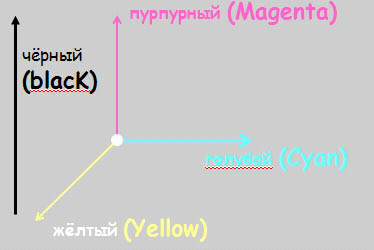 пурпурный (Magenta)
чёрный
(blacK)
голубой (Cyan)
жёлтый (Yellow)